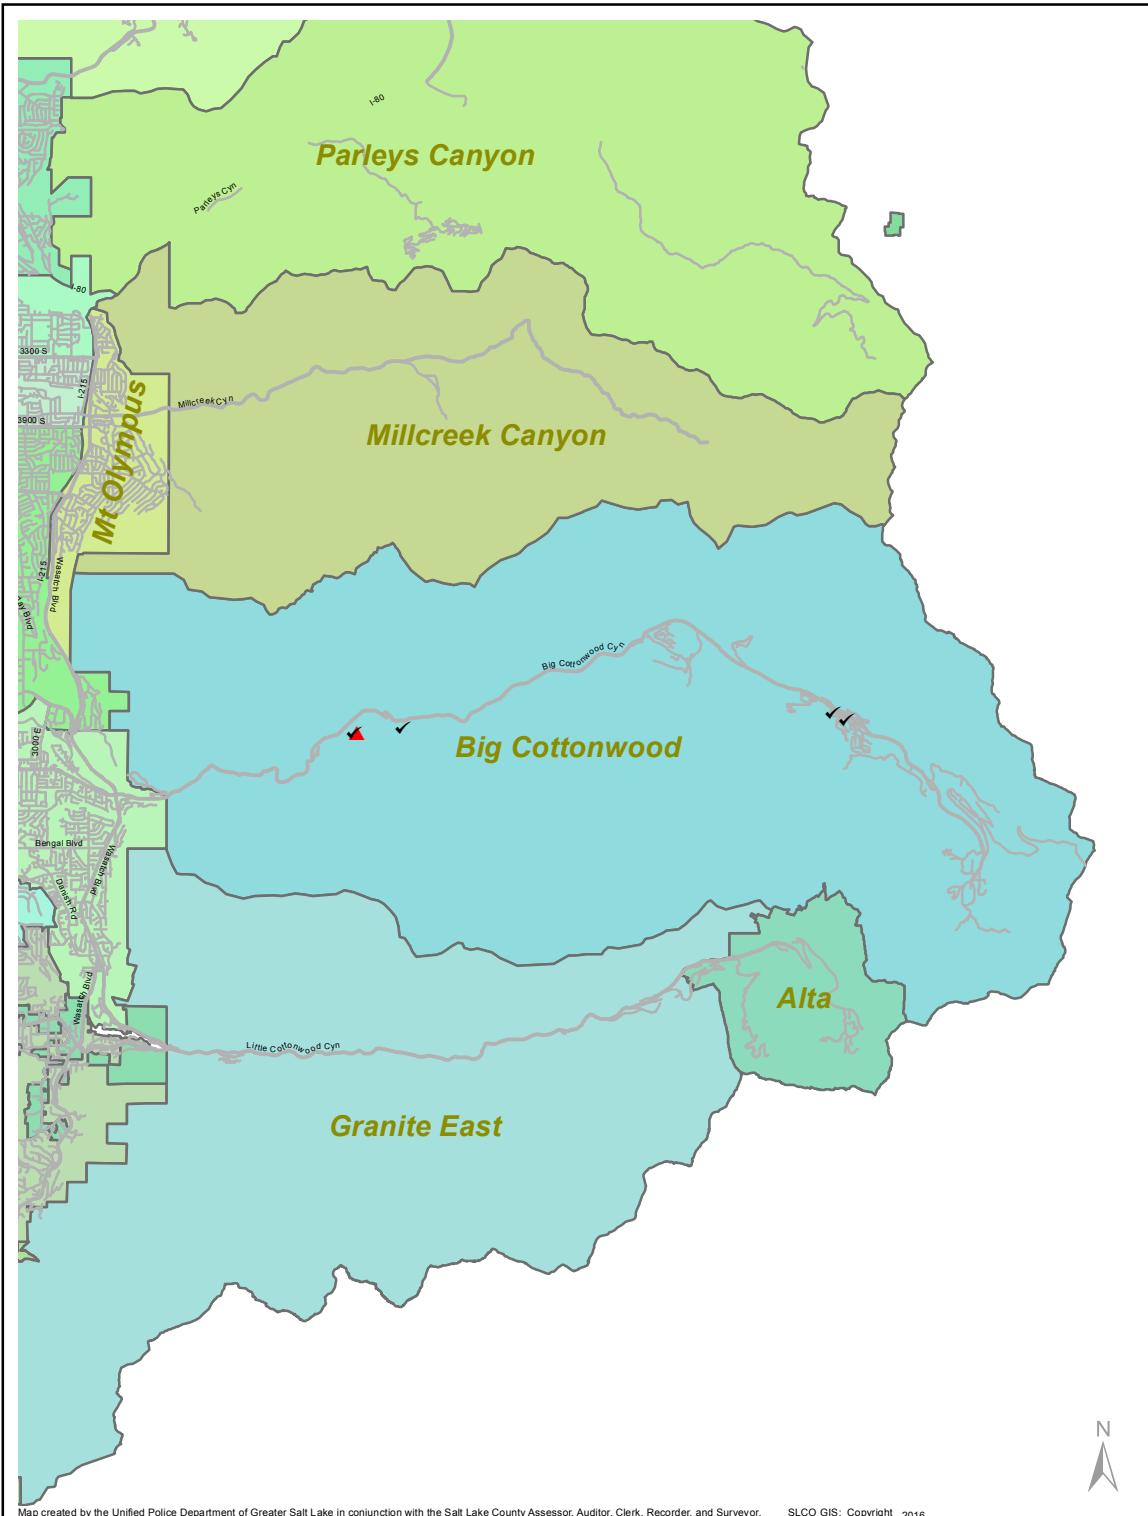 I-80
Parleys Canyon
Parleys Cyn
I-80
3300 S
I-215
Mt Olympus
Millcreek Cyn
3900 S
Millcreek Canyon
I-215
Wasatch Blvd
Blvd
Big Cottonwood Cyn
3000 E
Big Cottonwood
Bengal Blvd
Wasatch Blvd
Danish Rd
Wasatch Blvd
Alta
Little Cottonwood Cyn
Granite East
N
Map created by the Unified Police Department of Greater Salt Lake in conjunction with the Salt Lake County Assessor, Auditor, Clerk, Recorder, and Surveyor. SLCO GIS: Copyright 2016